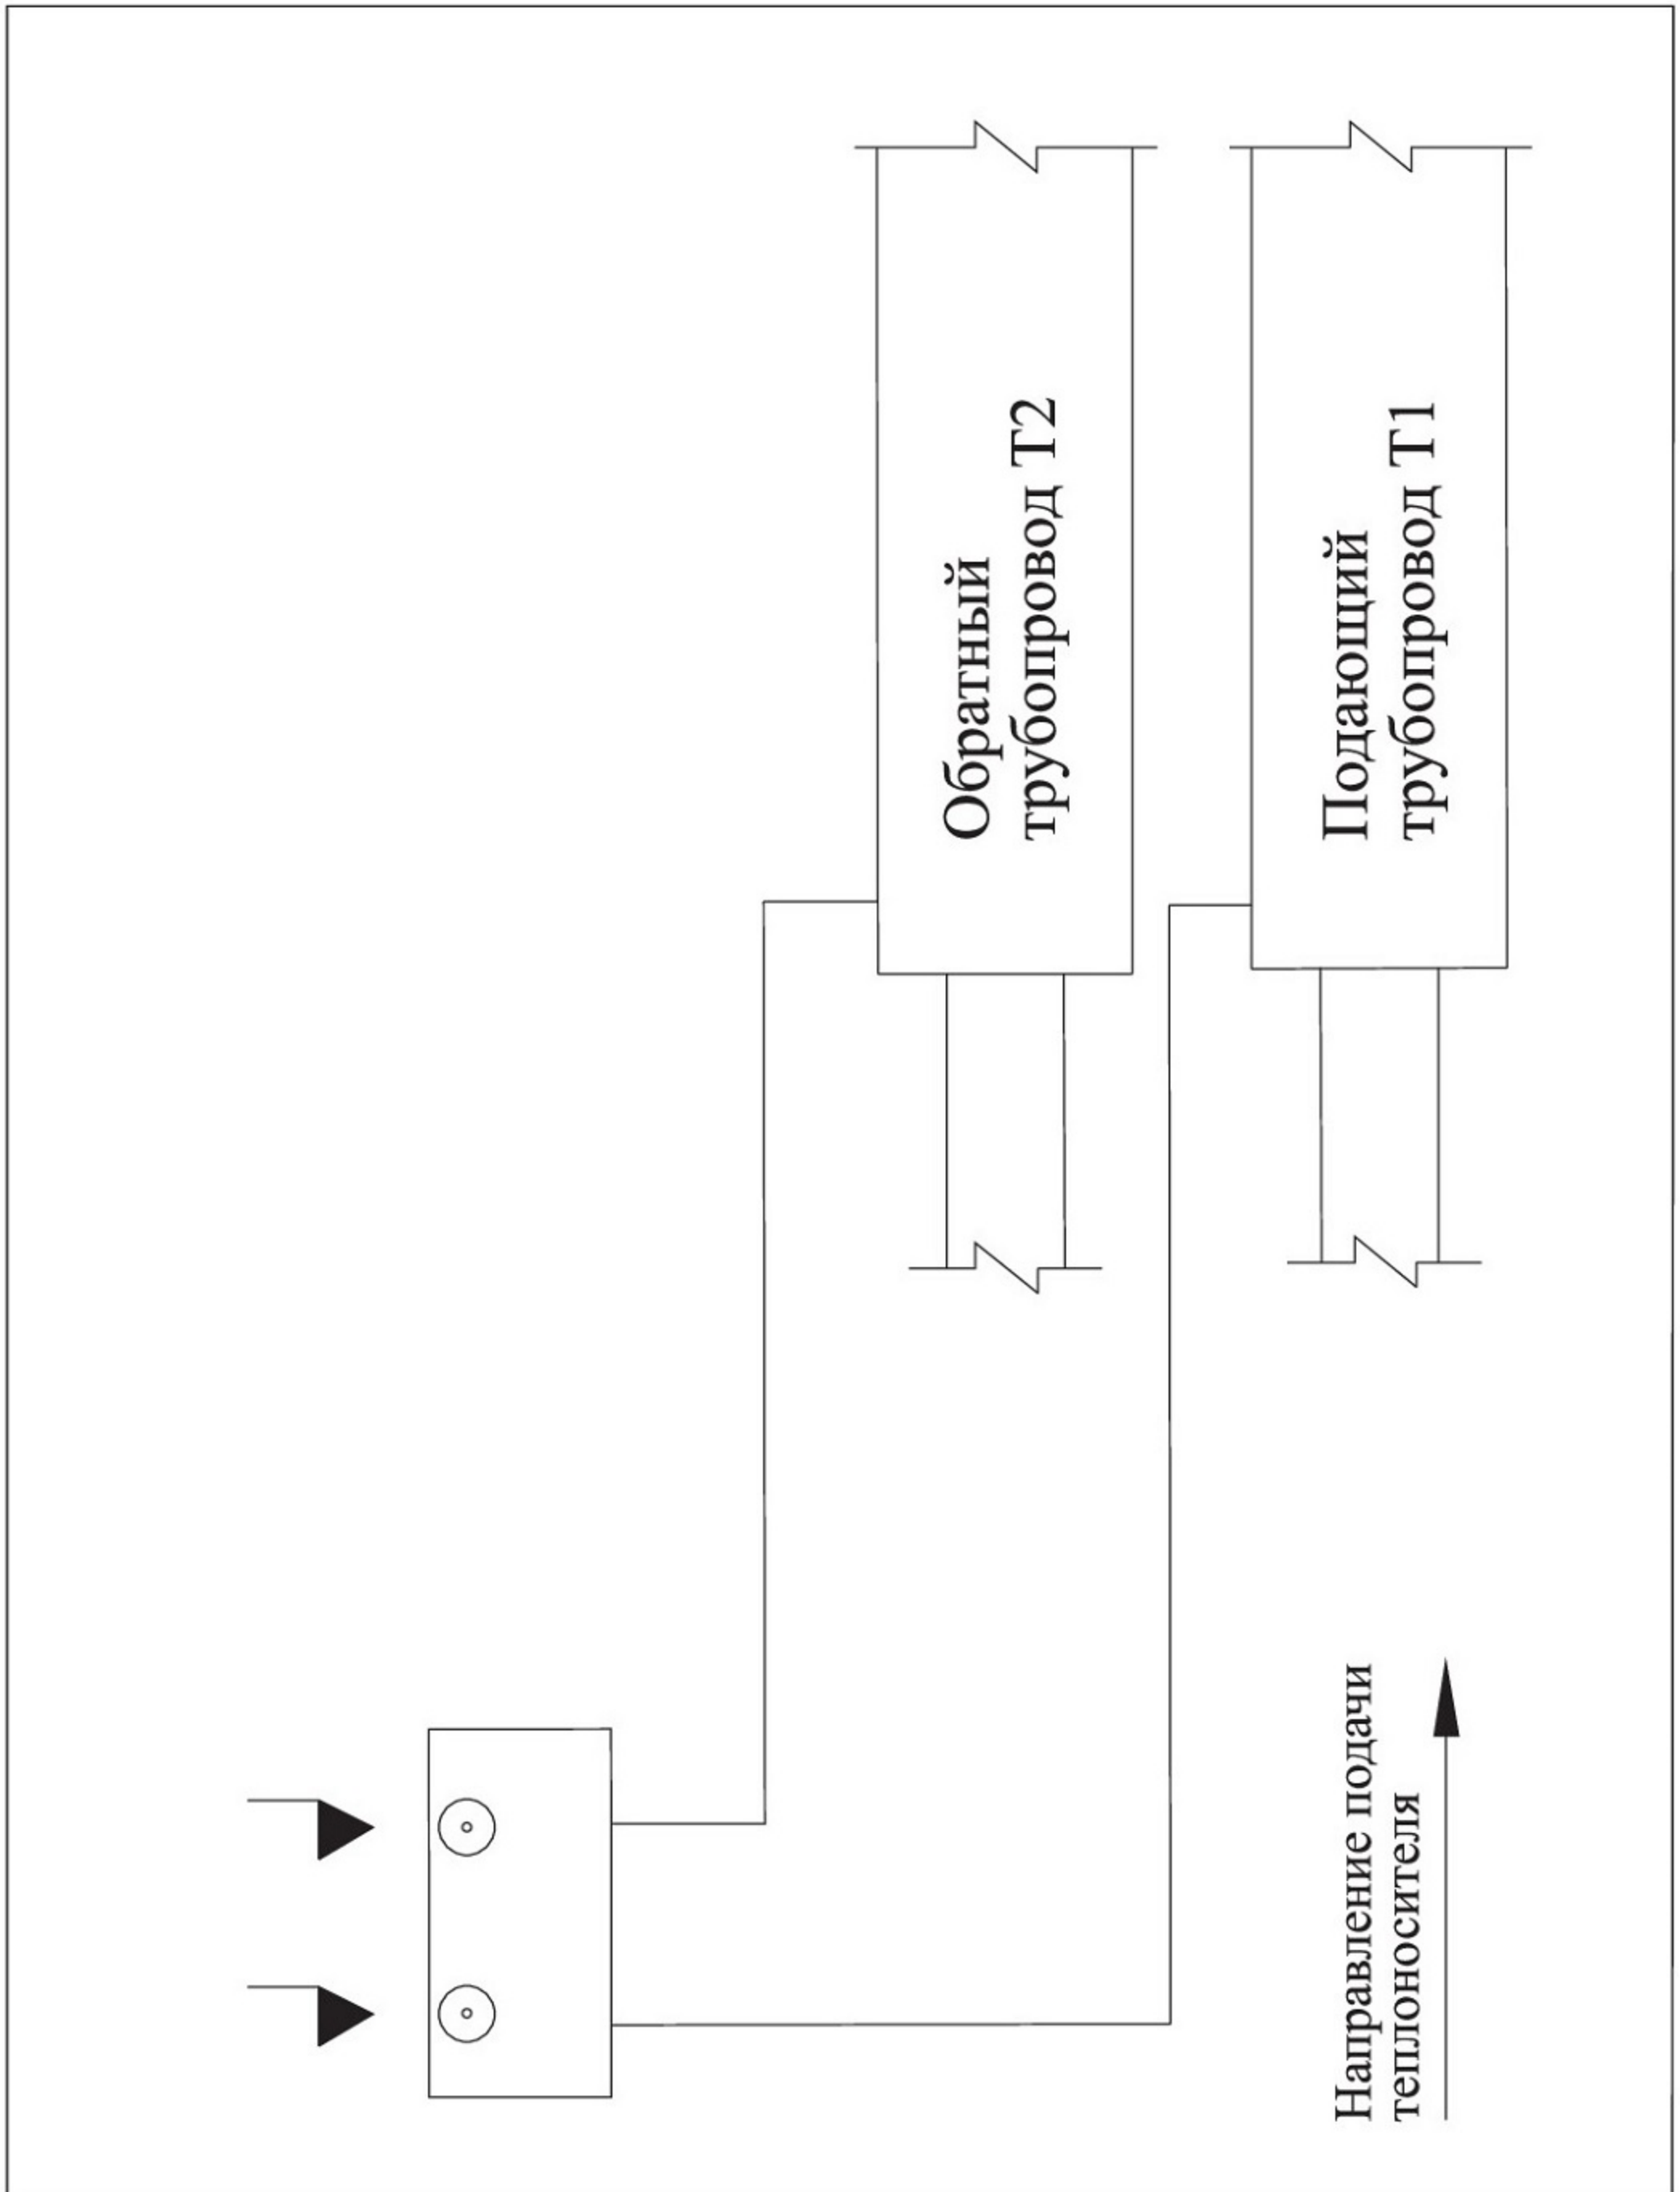 Обратный
трубопровод Т2
Подающий
трубопровод Т1
Направление подачи
теплоносителя